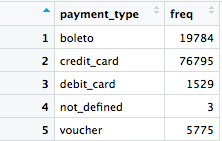 payment_type freq
1 boleto 19784
2 credit_card 76795
3 debit_card 1529
4 not_defined 3
5 voucher 5775